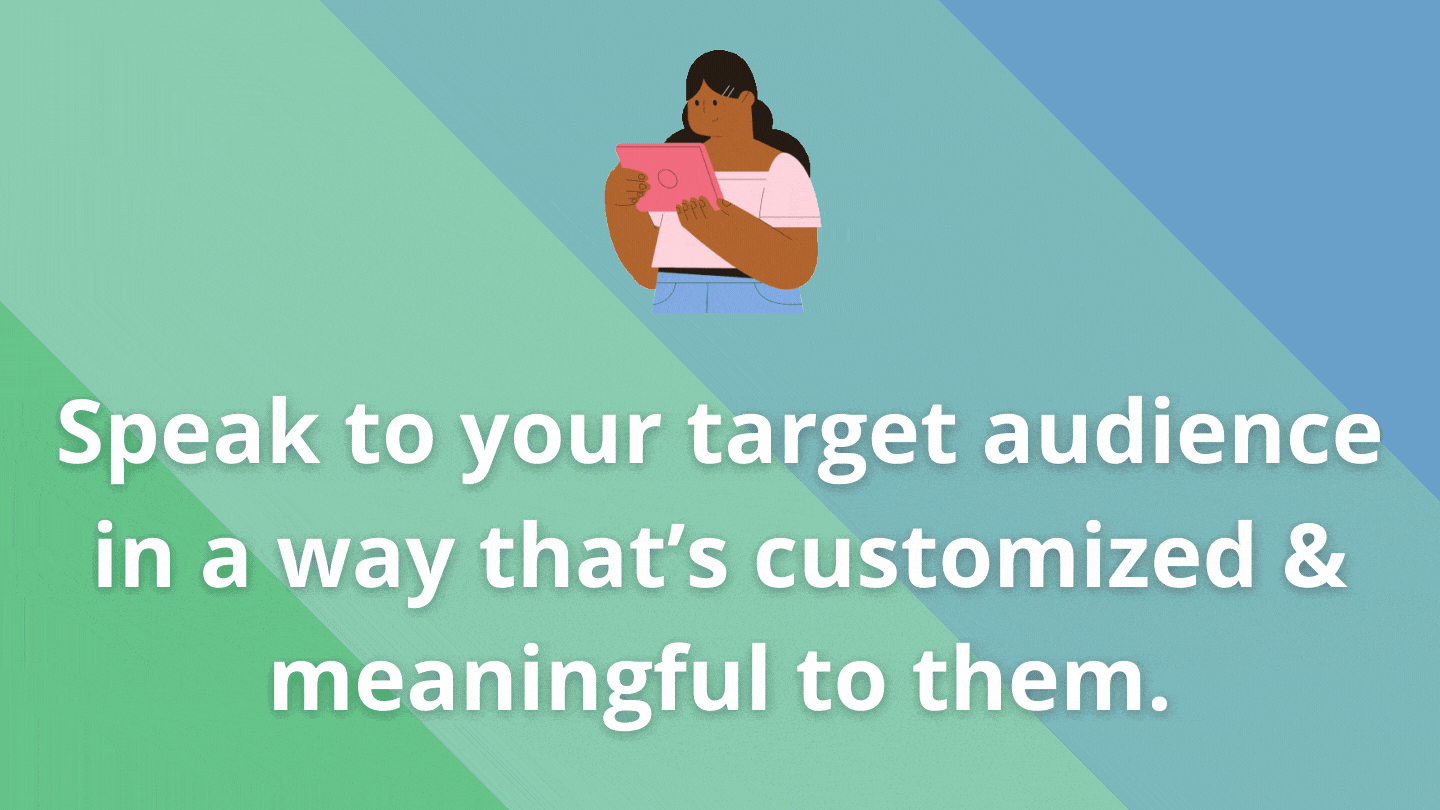 Speak to your target audience
in a way that’s customized &
meaningful to them.